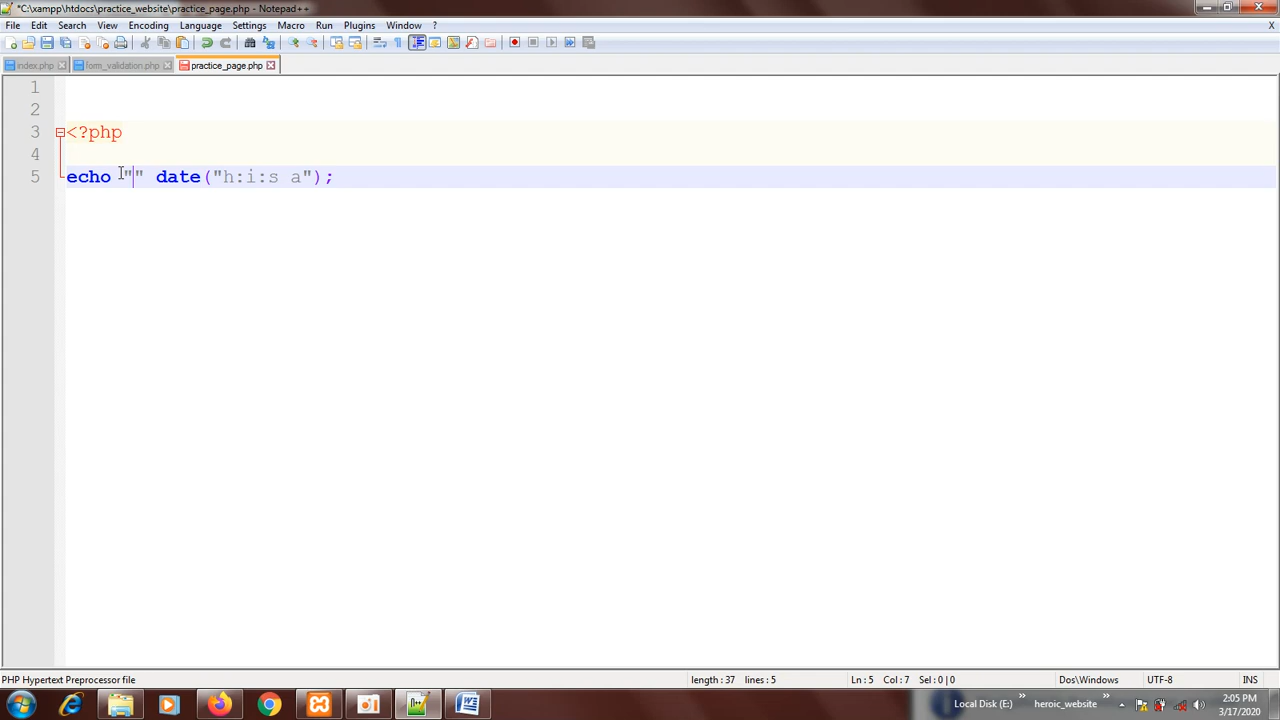 *C:\xampp\htdocs\practice_website\practice_page.php - Notepad++
File Edit Search View Encoding Language Settings Macro Run Plugins Window ? X
index.php form_validation.php practice_page.php
1
2
3 <?php
4
5 echo "" date("h:i:s a");
PHP Hypertext Preprocessor file length : 37 lines : 5 Ln : 5 Col : 7 Sel : 0 | 0 Dos\Windows UTF-8 INS
Local Disk (E:) » heroic_website » 2:05 PM
3/17/2020